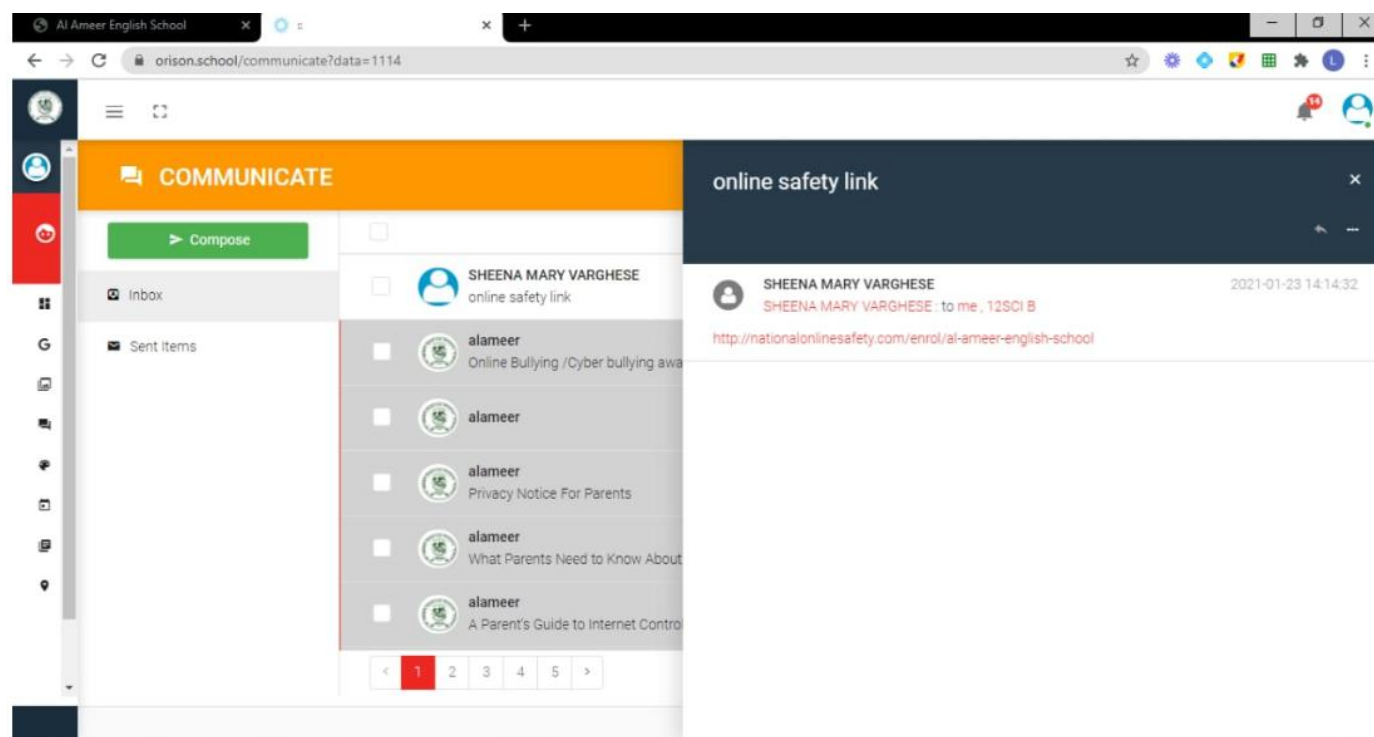 Al Ameer English School
orison.school/communicate?data=1114
14
L
COMMUNICATE
Compose
Inbox
Sent Items
G
SHEENA MARY VARGHESE
online safety link
alameer
Online Bullying /Cyber bullying awa
alameer
alameer
Privacy Notice For Parents
alameer
What Parents Need to Know About
alameer
A Parent's Guide to Internet Contro
< 1 2 3 4 5 >
online safety link
SHEENA MARY VARGHESE 2021-01-23 14:14:32
SHEENA MARY VARGHESE : to me , 12SCI B
http://nationalonlinesafety.com/enrol/al-ameer-english-school